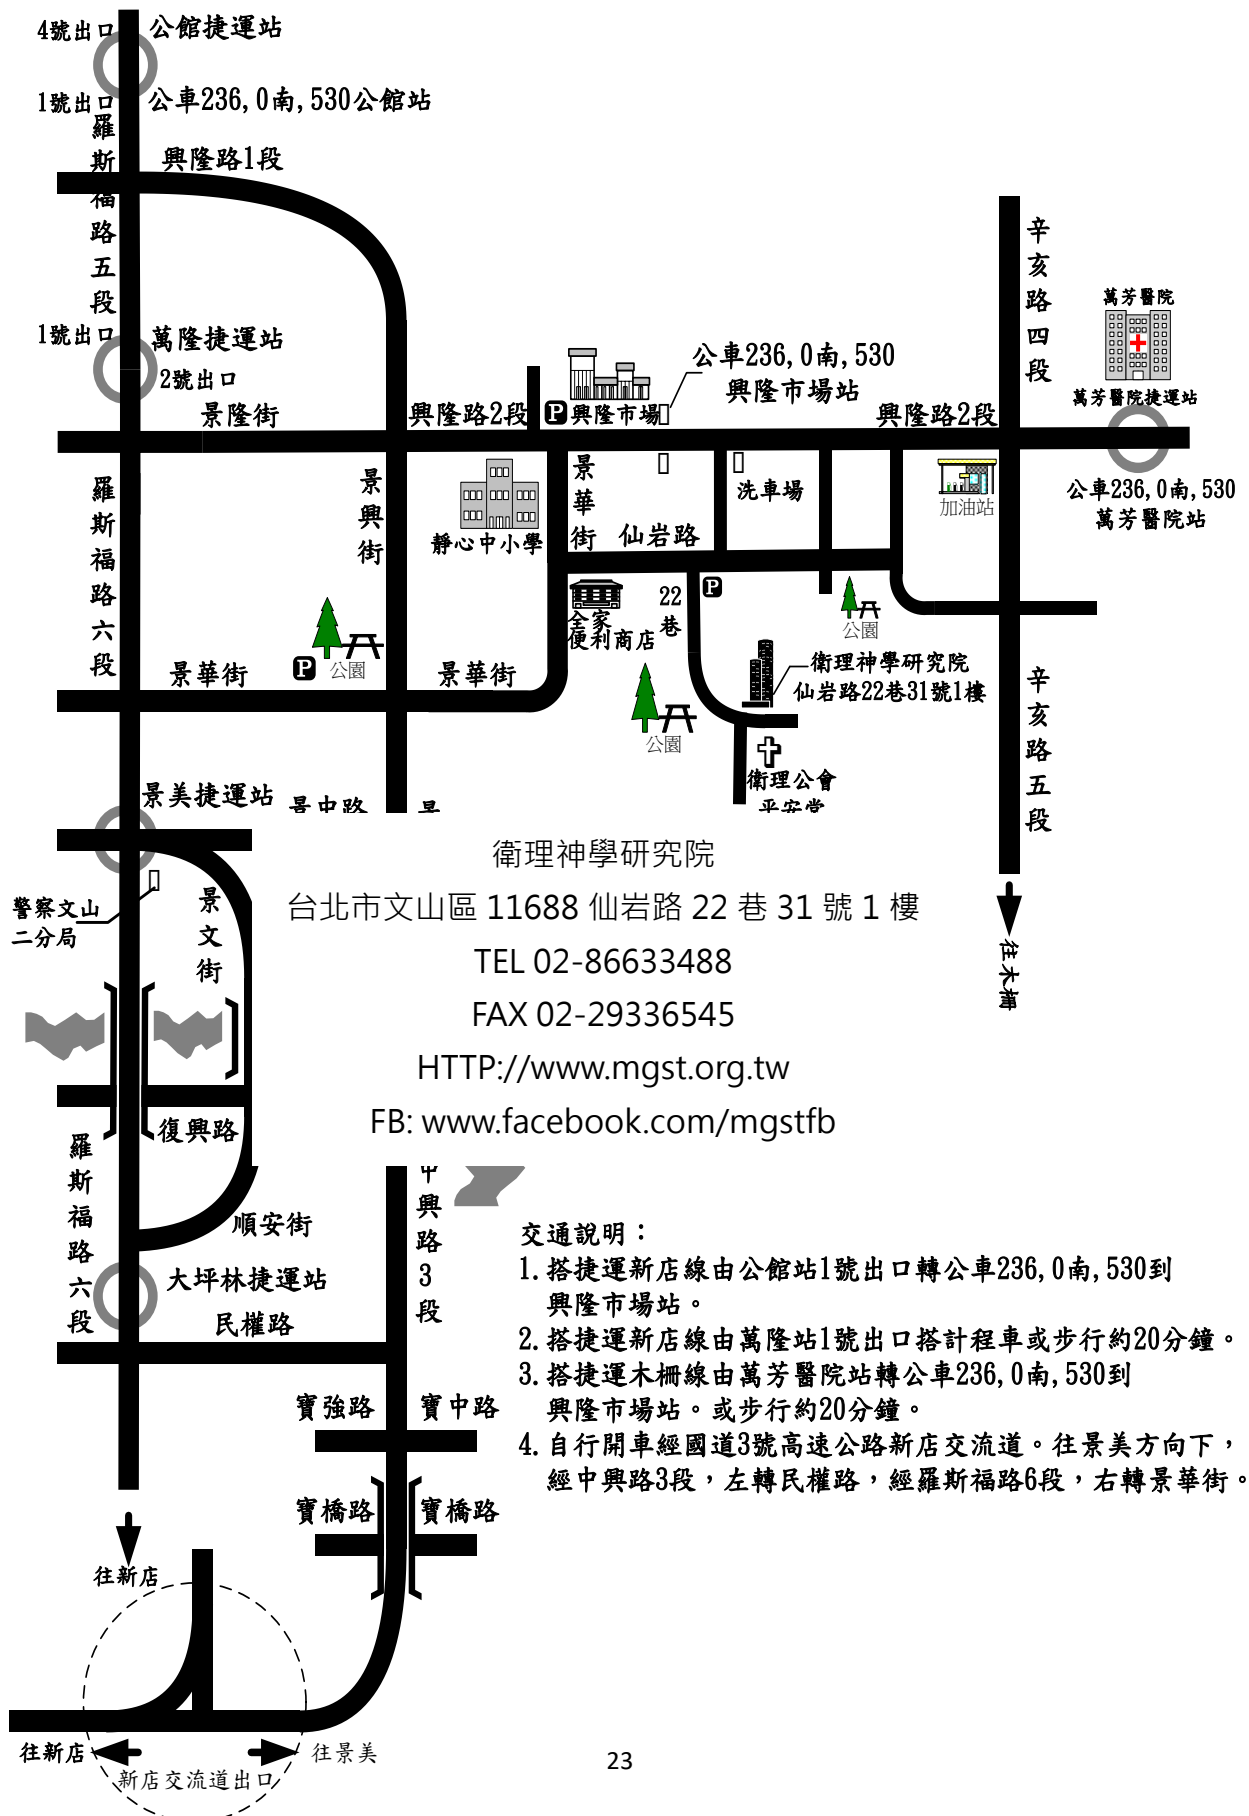 4號出口
公館捷運站
1號出口
公車236,0南,530公館站
羅斯福路五段
興隆路1段
辛亥路四段
萬芳醫院
1號出口
萬隆捷運站
2號出口
公車236,0南,530
興隆市場站
萬芳醫院捷運站
景隆街
興隆路2段
P
興隆市場
興隆路2段
羅斯福路六段
景興街
靜心中小學
景華街
仙岩路
洗車場
加油站
公車236,0南,530
萬芳醫院站
全家
便利商店
22巷
P
公園
P
公園
景華街
景華街
公園
衛理神學研究院
仙岩路22巷31號1樓
辛亥路五段
衛理公會
平安堂
景美捷運站
景中路
景
警察文山
二分局
景文街
往木柵
衛理神學研究院
台北市文山區 11688 仙岩路 22 巷 31 號 1 樓
TEL 02-86633488
FAX 02-29336545
HTTP://www.mgst.org.tw
FB: www.facebook.com/mgstfb
復興路
羅斯福路六段
中興路3段
順安街
大坪林捷運站
民權路
交通說明：
1.搭捷運新店線由公館站1號出口轉公車236,0南,530到
興隆市場站。
2.搭捷運新店線由萬隆站1號出口搭計程車或步行約20分鐘。
3.搭捷運木柵線由萬芳醫院站轉公車236,0南,530到
興隆市場站。或步行約20分鐘。
4.自行開車經國道3號高速公路新店交流道。往景美方向下，
經中興路3段，左轉民權路，經羅斯福路6段，右轉景華街。
寶強路
寶中路
寶橋路
寶橋路
往新店
往新店
往景美
新店交流道出口
23